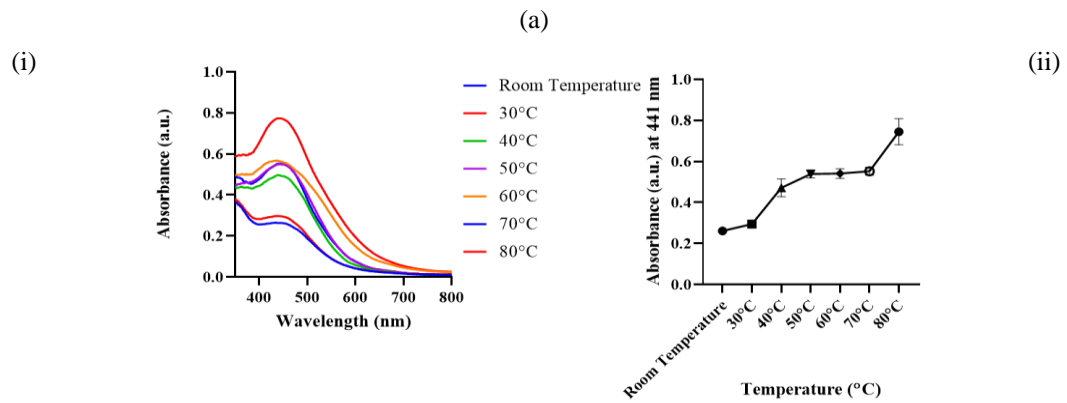 (a)
(i)
(ii)
Absorbance (a.u.)
1.0
0.8
0.6
0.4
0.2
0.0
400 500 600 700 800
Wavelength (nm)
Room Temperature
30°C
40°C
50°C
60°C
70°C
80°C
Absorbance (a.u.) at 441 nm
1.0
0.8
0.6
0.4
0.2
0.0
Room Temperature
30°C
40°C
50°C
60°C
70°C
80°C
Temperature (°C)